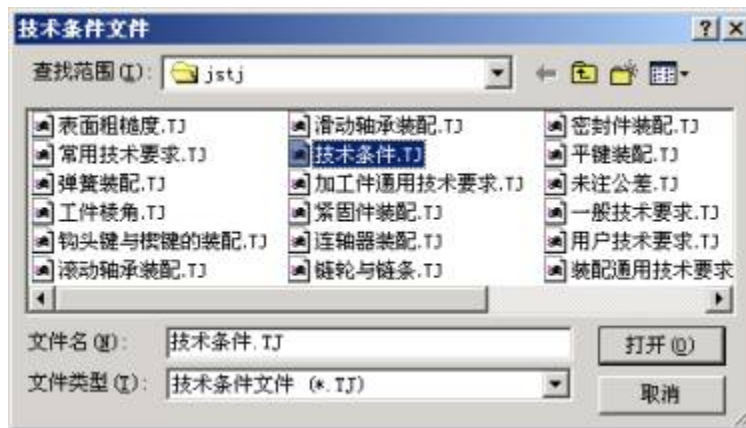 技术条件文件
查找范围(I): jstj
表面粗糙度.TJ 滑动轴承装配.TJ 密封件装配.TJ
常用技术要求.TJ 技术条件.TJ 平键装配.TJ
弹簧装配.TJ 加工件通用技术要求.TJ 未注公差.TJ
工件棱角.TJ 紧固件装配.TJ 一般技术要求.TJ
钩头键与楔键的装配.TJ 连轴器装配.TJ 用户技术要求.TJ
滚动轴承装配.TJ 链轮与链条.TJ 装配通用技术要求
文件名(N): 技术条件.TJ 打开(O)
文件类型(T): 技术条件文件 (*.TJ) 取消